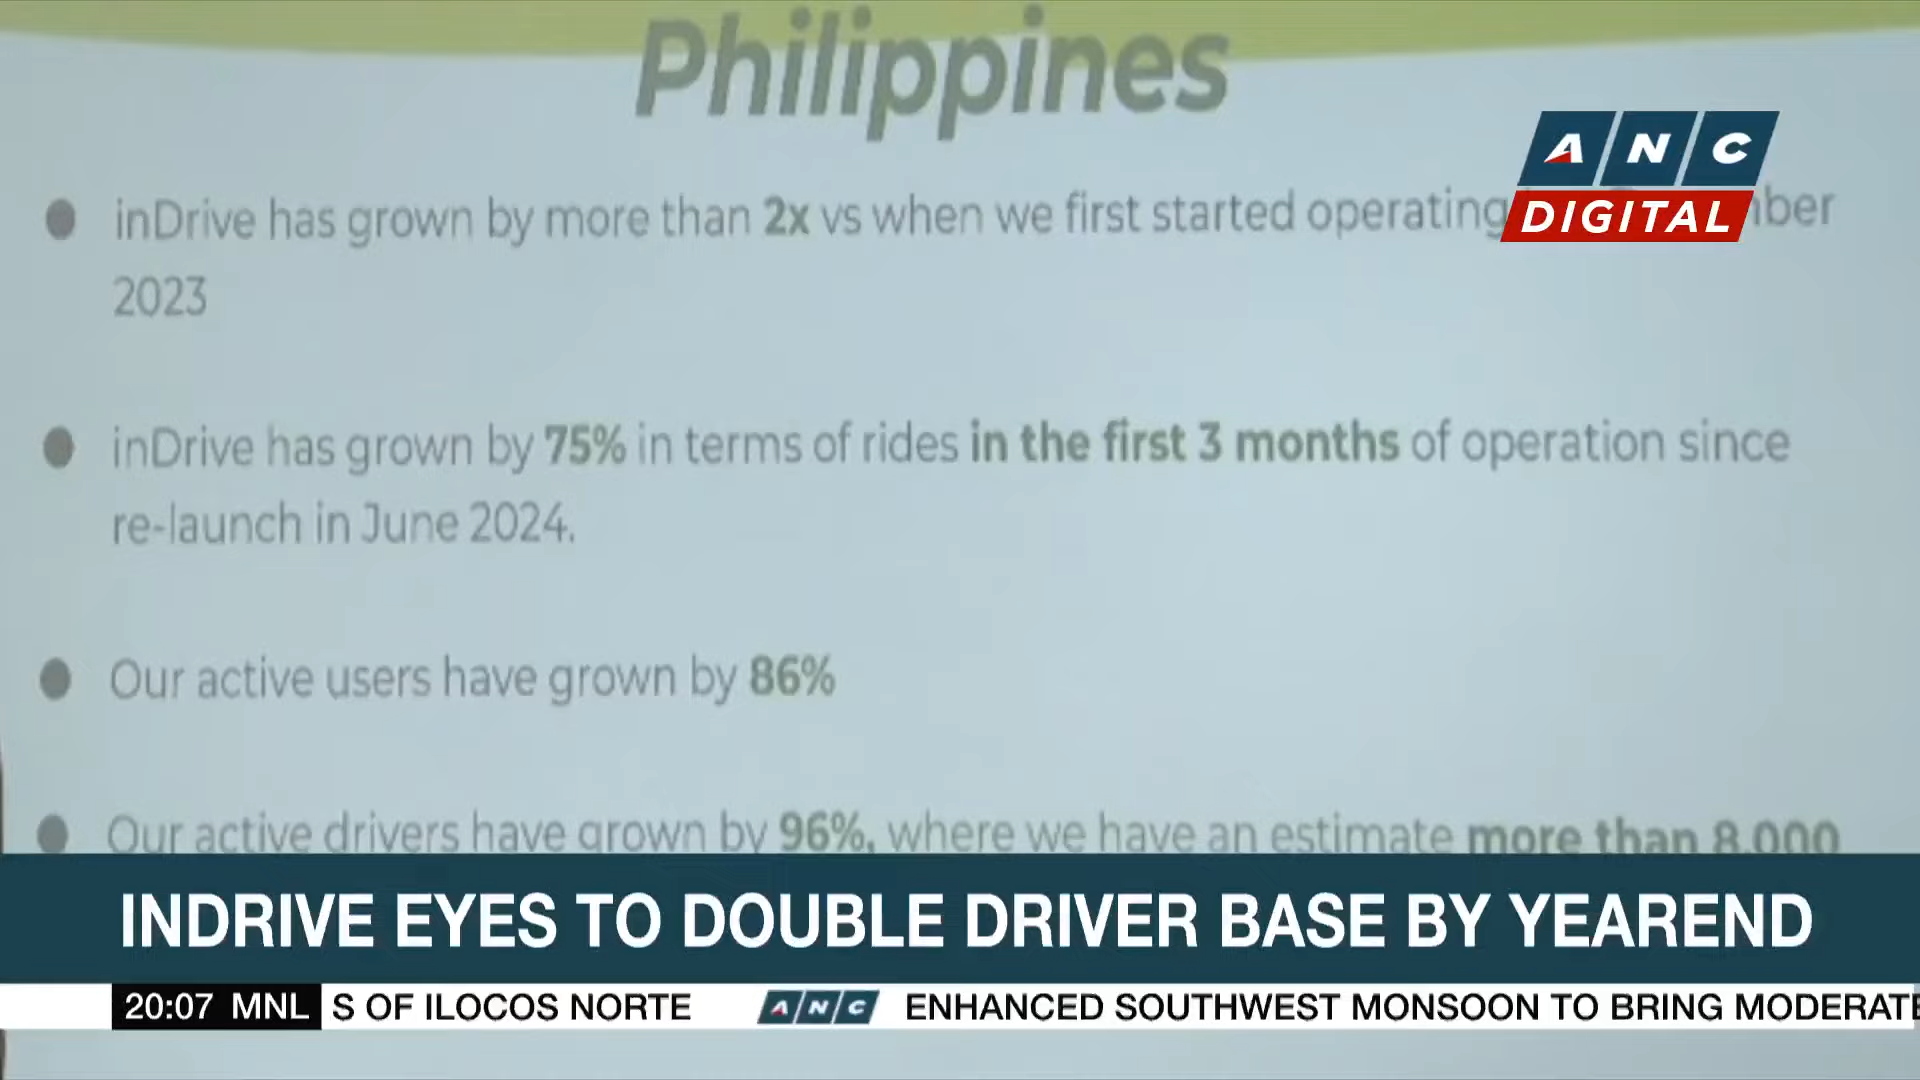 Philippines
inDrive has grown by more than 2x vs when we first started operating
2023
inDrive has grown by 75% in terms of rides in the first 3 months of operation since
re-launch in June 2024.
Our active users have grown by 86%
Our active drivers have grown by 96%, where we have an estimate more than 8,000
ANC
DIGITAL
INDRIVE EYES TO DOUBLE DRIVER BASE BY YEAREND
20:07 MNL S OF ILOCOS NORTE ANC ENHANCED SOUTHWEST MONSOON TO BRING MODERATE